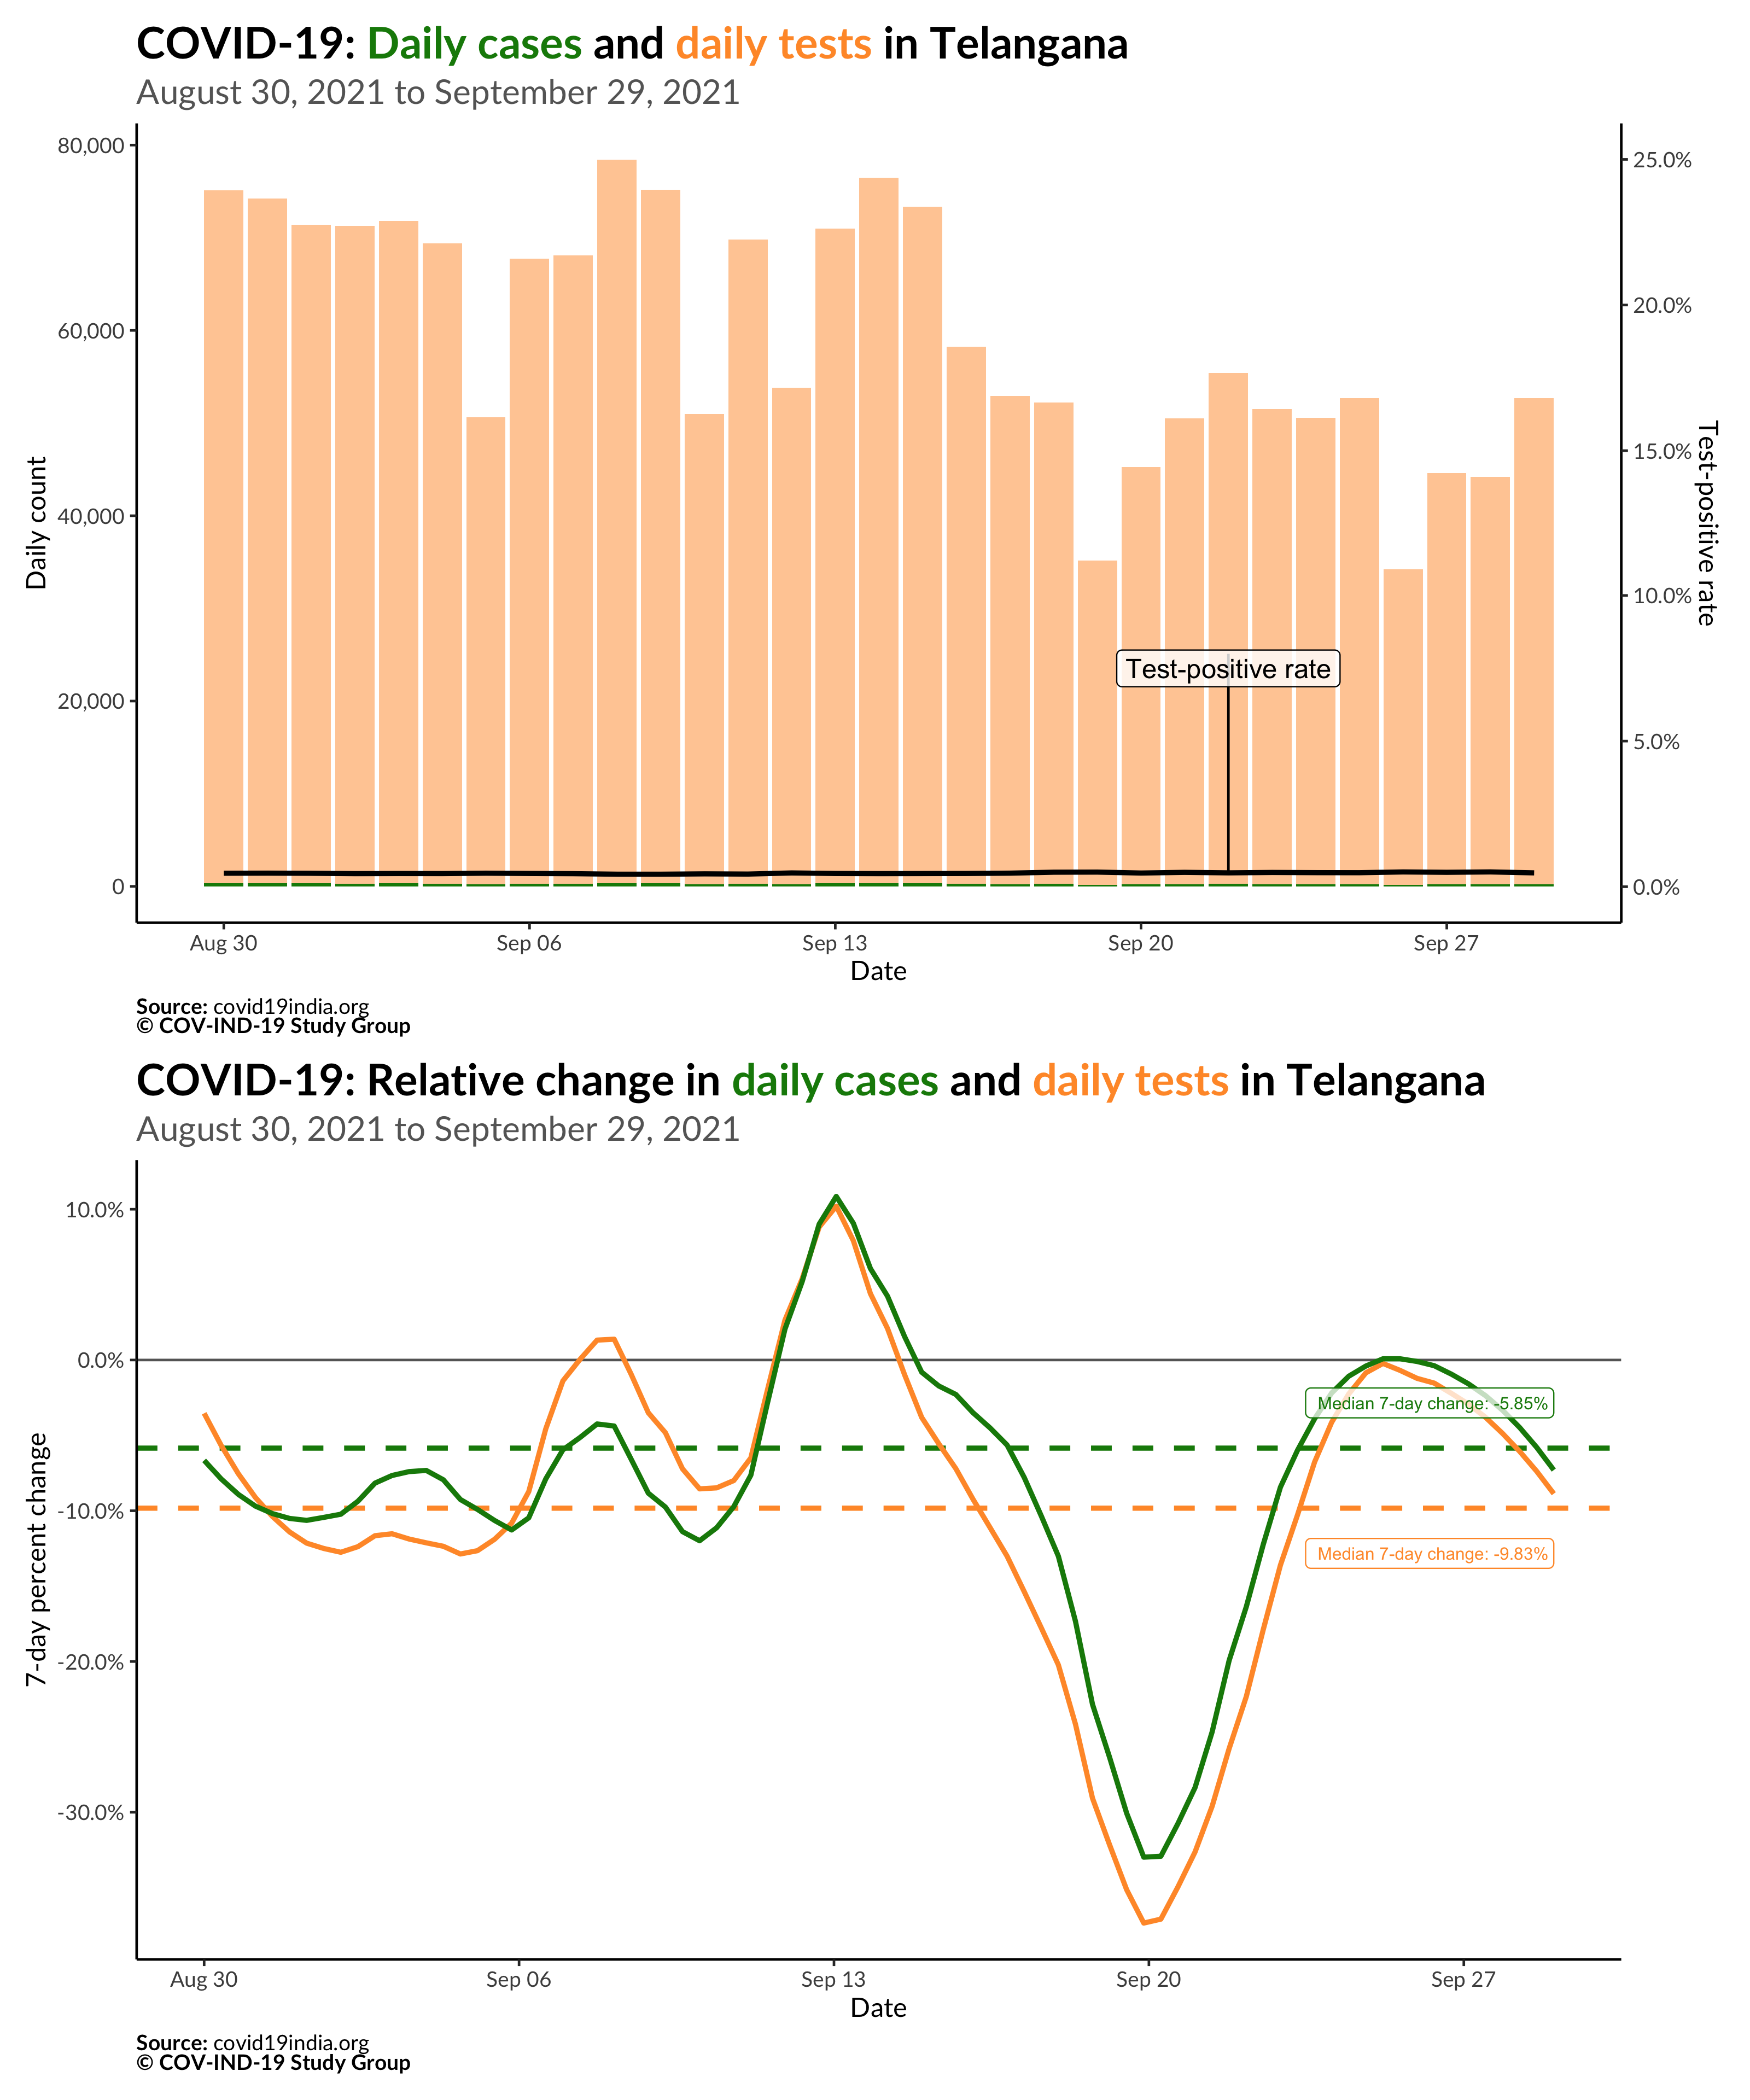 COVID-19: Daily cases and daily tests in Telangana
August 30, 2021 to September 29, 2021
80,000
60,000
40,000
20,000
0
Daily count
25.0%
20.0%
15.0%
10.0%
5.0%
0.0%
Test-positive rate
Test-positive rate
Aug 30
Sep 06
Sep 13
Sep 20
Sep 27
Date
Source: covid19india.org
© COV-IND-19 Study Group
COVID-19: Relative change in daily cases and daily tests in Telangana
August 30, 2021 to September 29, 2021
10.0%
0.0%
-10.0%
-20.0%
-30.0%
7-day percent change
Median 7-day change: -5.85%
Median 7-day change: -9.83%
Aug 30
Sep 06
Sep 13
Sep 20
Sep 27
Date
Source: covid19india.org
© COV-IND-19 Study Group